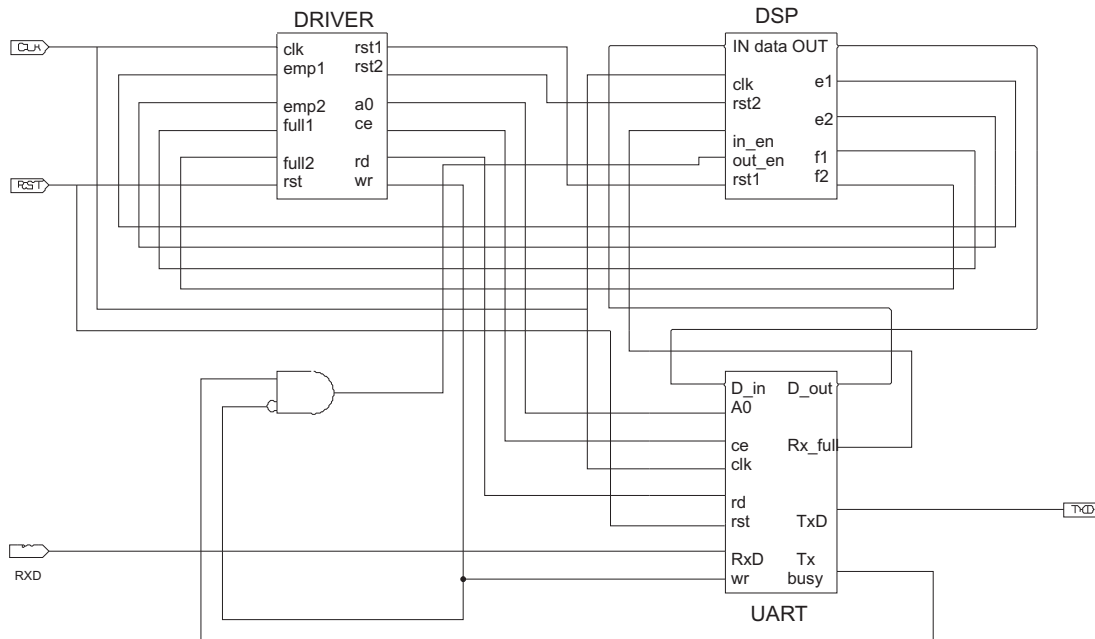 DRIVER
DSP
CLK
clk
rst1
IN data OUT
emp1
rst2
clk
e1
emp2
a0
rst2
full1
ce
e2
in_en
full2
rd
out_en
f1
RST
rst
wr
rst1
f2
D_in
D_out
A0
ce
Rx_full
clk
rd
rst
TxD
TXD
RxD
Tx
RXD
wr
busy
UART